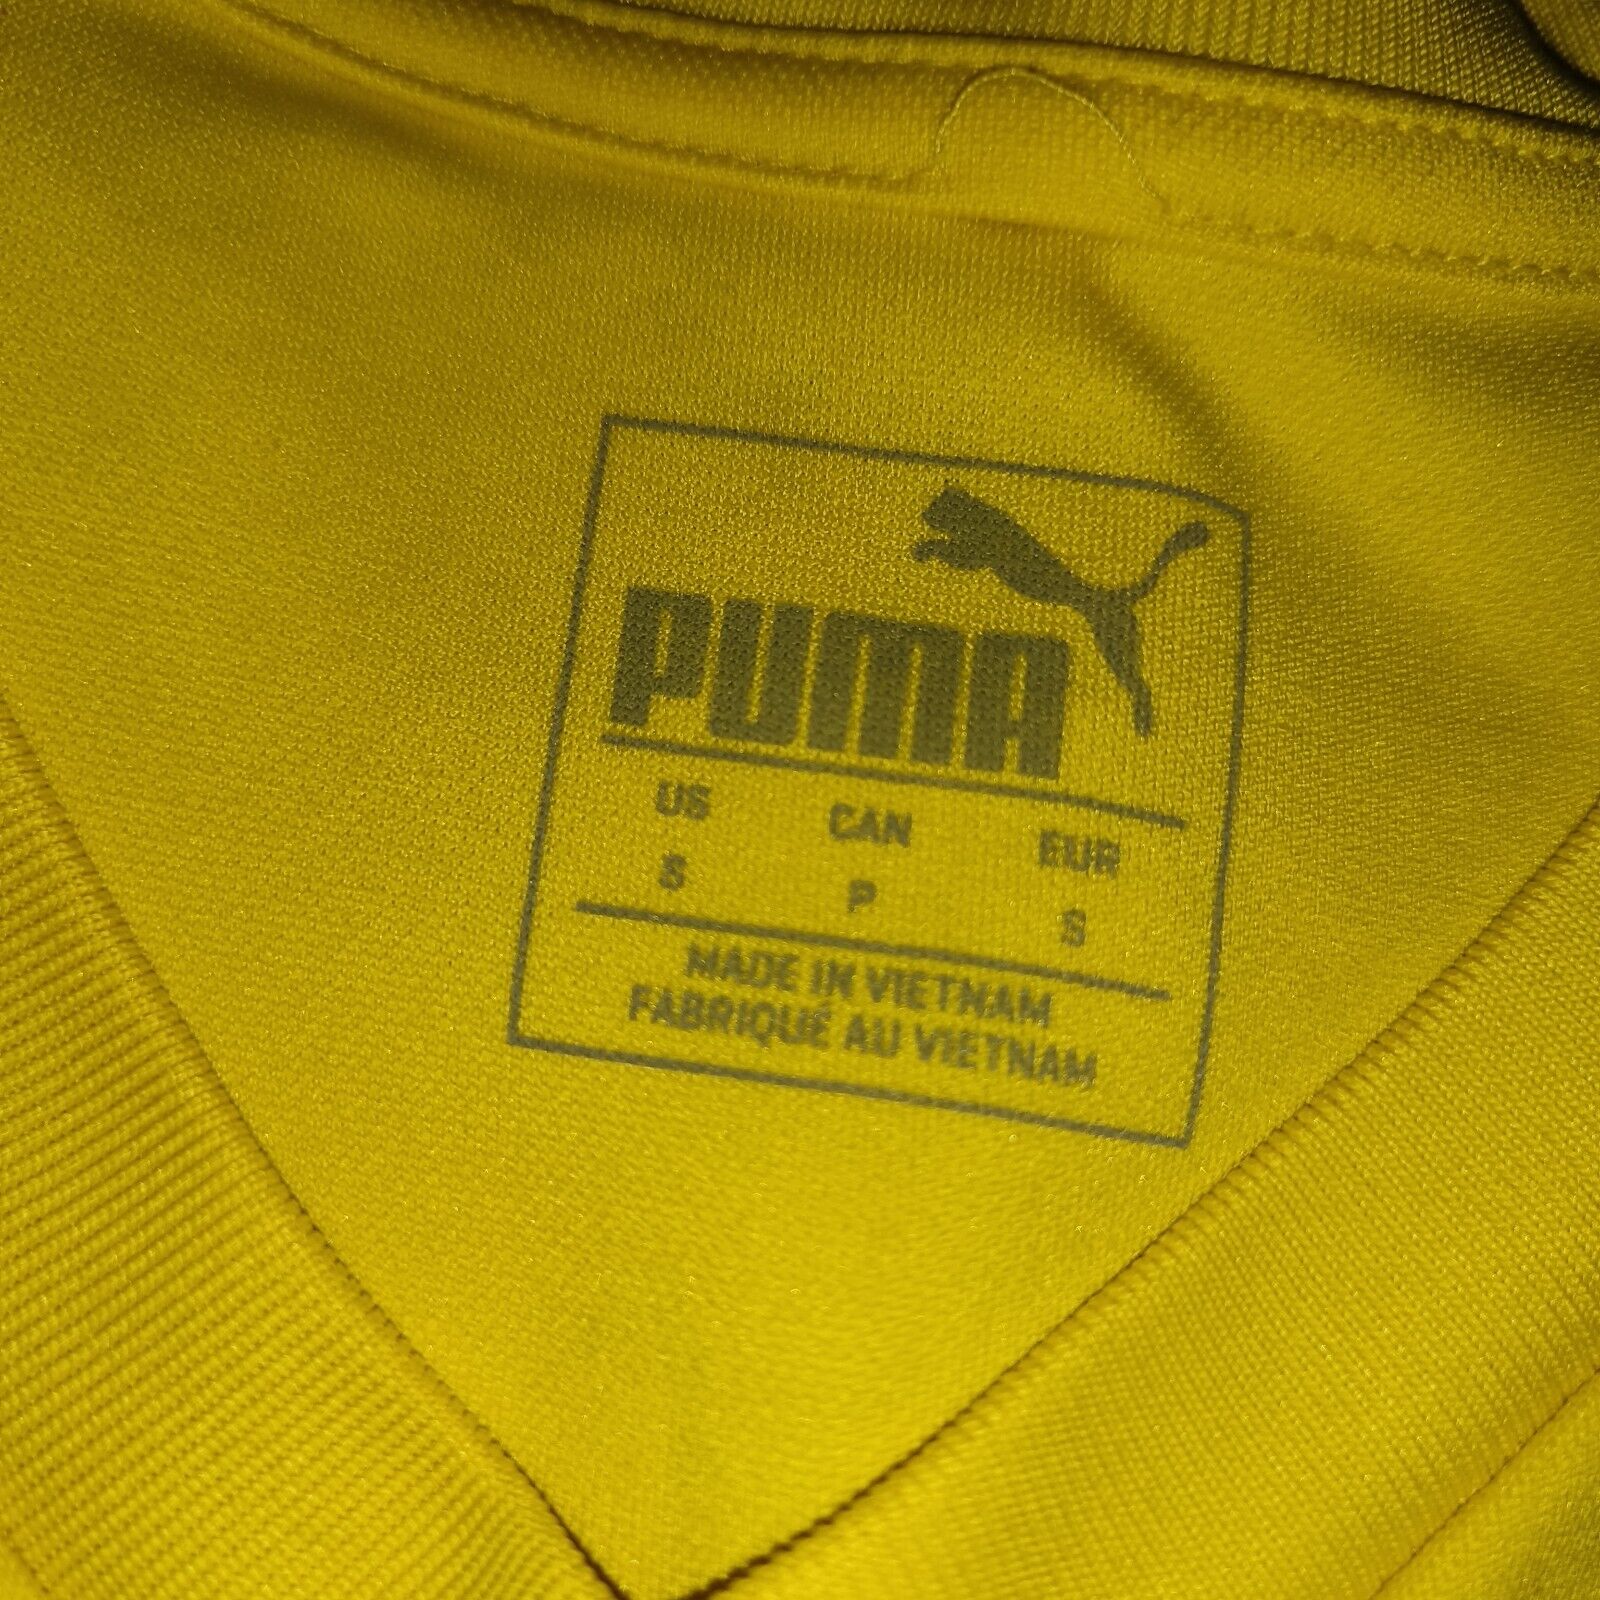 PUMA
US CAN EUR
S P S
MADE IN VIETNAM
FABRIQUÉ AU VIETNAM